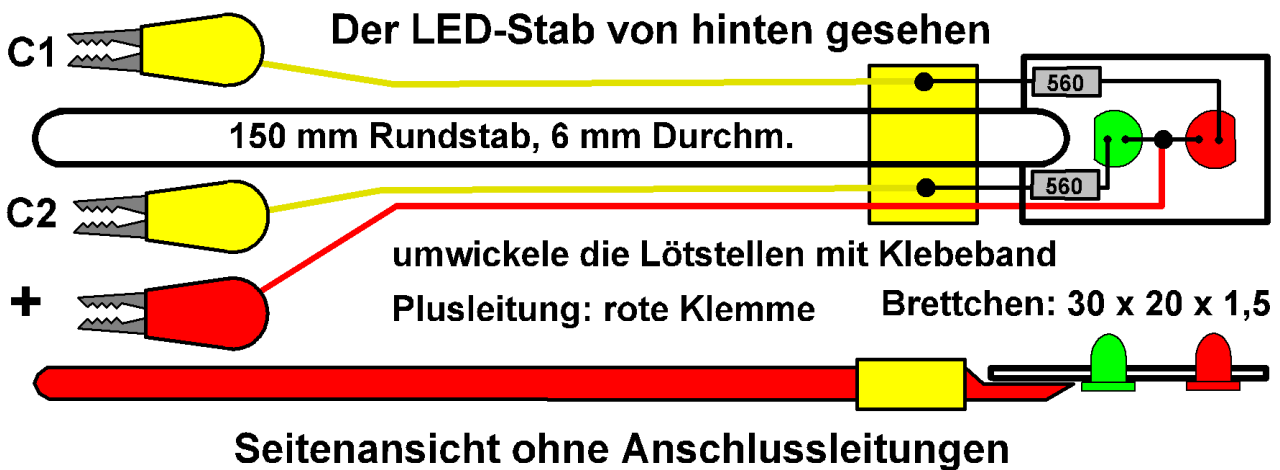 Der LED-Stab von hinten gesehen
C1
560
150 mm Rundstab, 6 mm Durchm.
560
C2
umwickele die Lötstellen mit Klebeband
+
Plusleitung: rote Klemme
Brettchen: 30 x 20 x 1,5
Seitenansicht ohne Anschlussleitungen